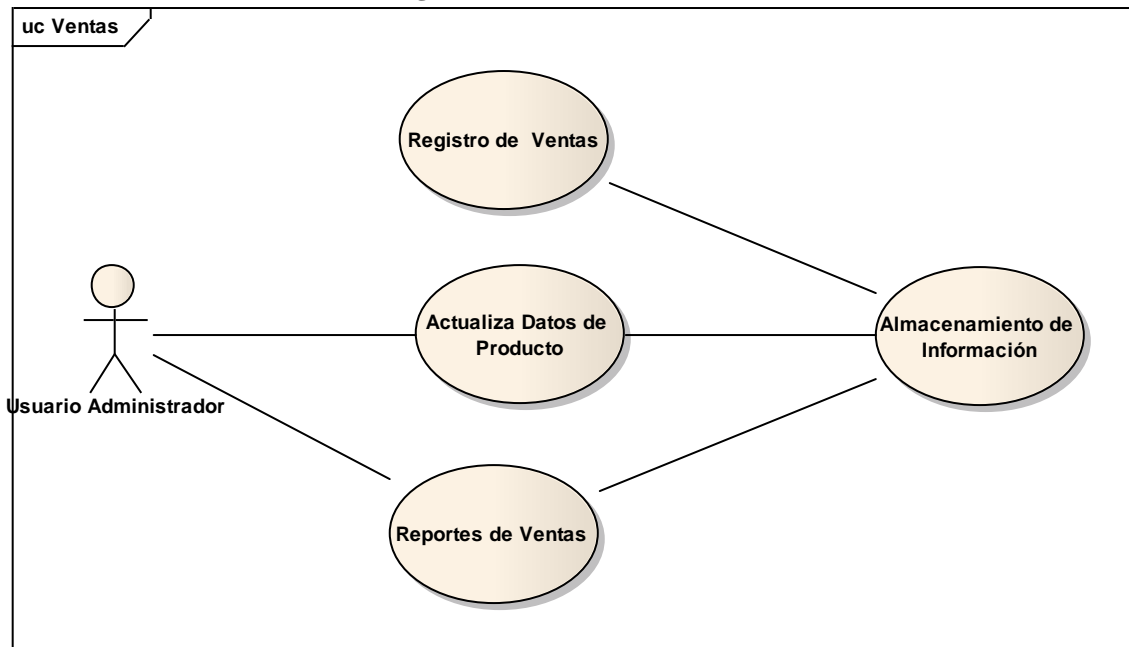 uc Ventas
Registro de Ventas
Actualiza Datos de
Producto
Almacenamiento de
Información
Usuario Administrador
Reportes de Ventas